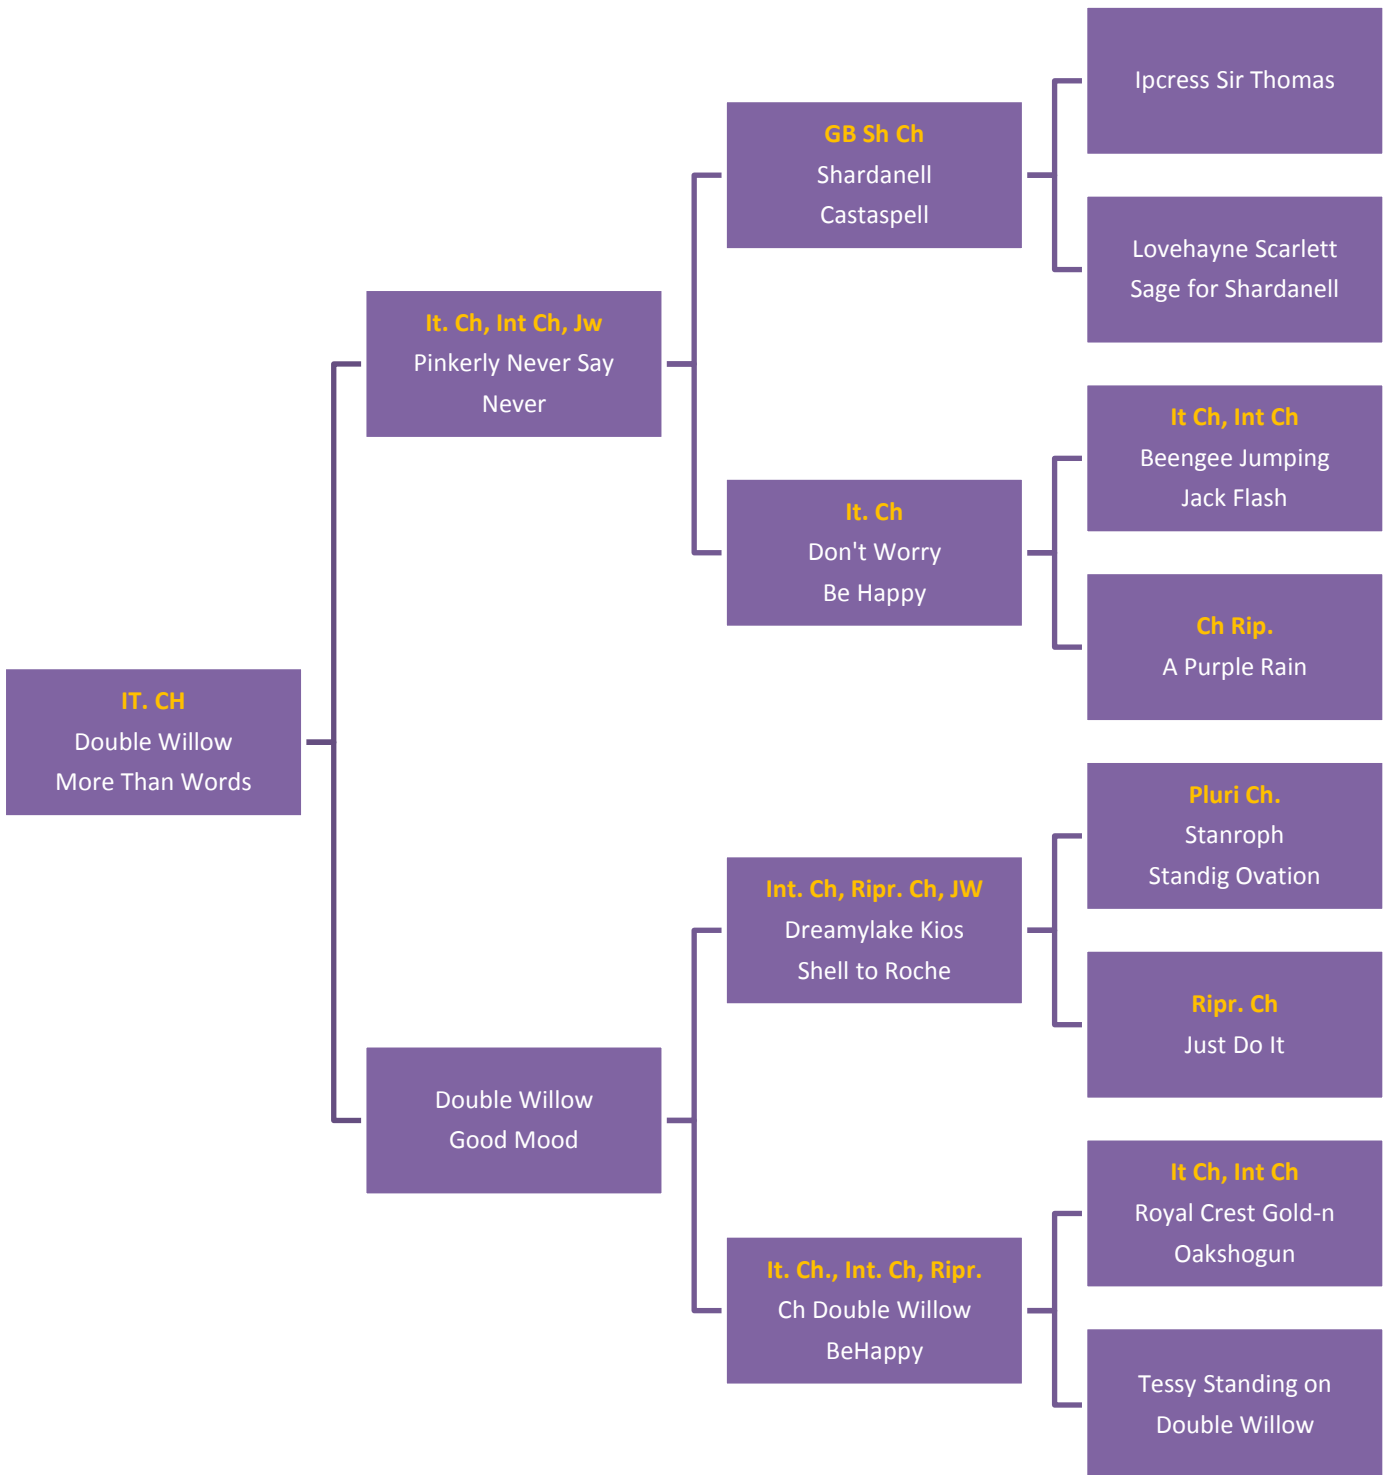 IT. CH
Double Willow
More Than Words
It. Ch, Int Ch, Jw
Pinkerly Never Say
Never
Double Willow
Good Mood
GB Sh Ch
Shardanell
Castaspell
It. Ch
Don't Worry
Be Happy
Int. Ch, Ripr. Ch, JW
Dreamylake Kios
Shell to Roche
It. Ch., Int. Ch, Ripr.
Ch Double Willow
BeHappy
Ipcress Sir Thomas
Lovehayne Scarlett
Sage for Shardanell
It Ch, Int Ch
Beengee Jumping
Jack Flash
Ch Rip.
A Purple Rain
Pluri Ch.
Stanroph
Standig Ovation
Ripr. Ch
Just Do It
It Ch, Int Ch
Royal Crest Gold-n
Oakshogun
Tessy Standing on
Double Willow